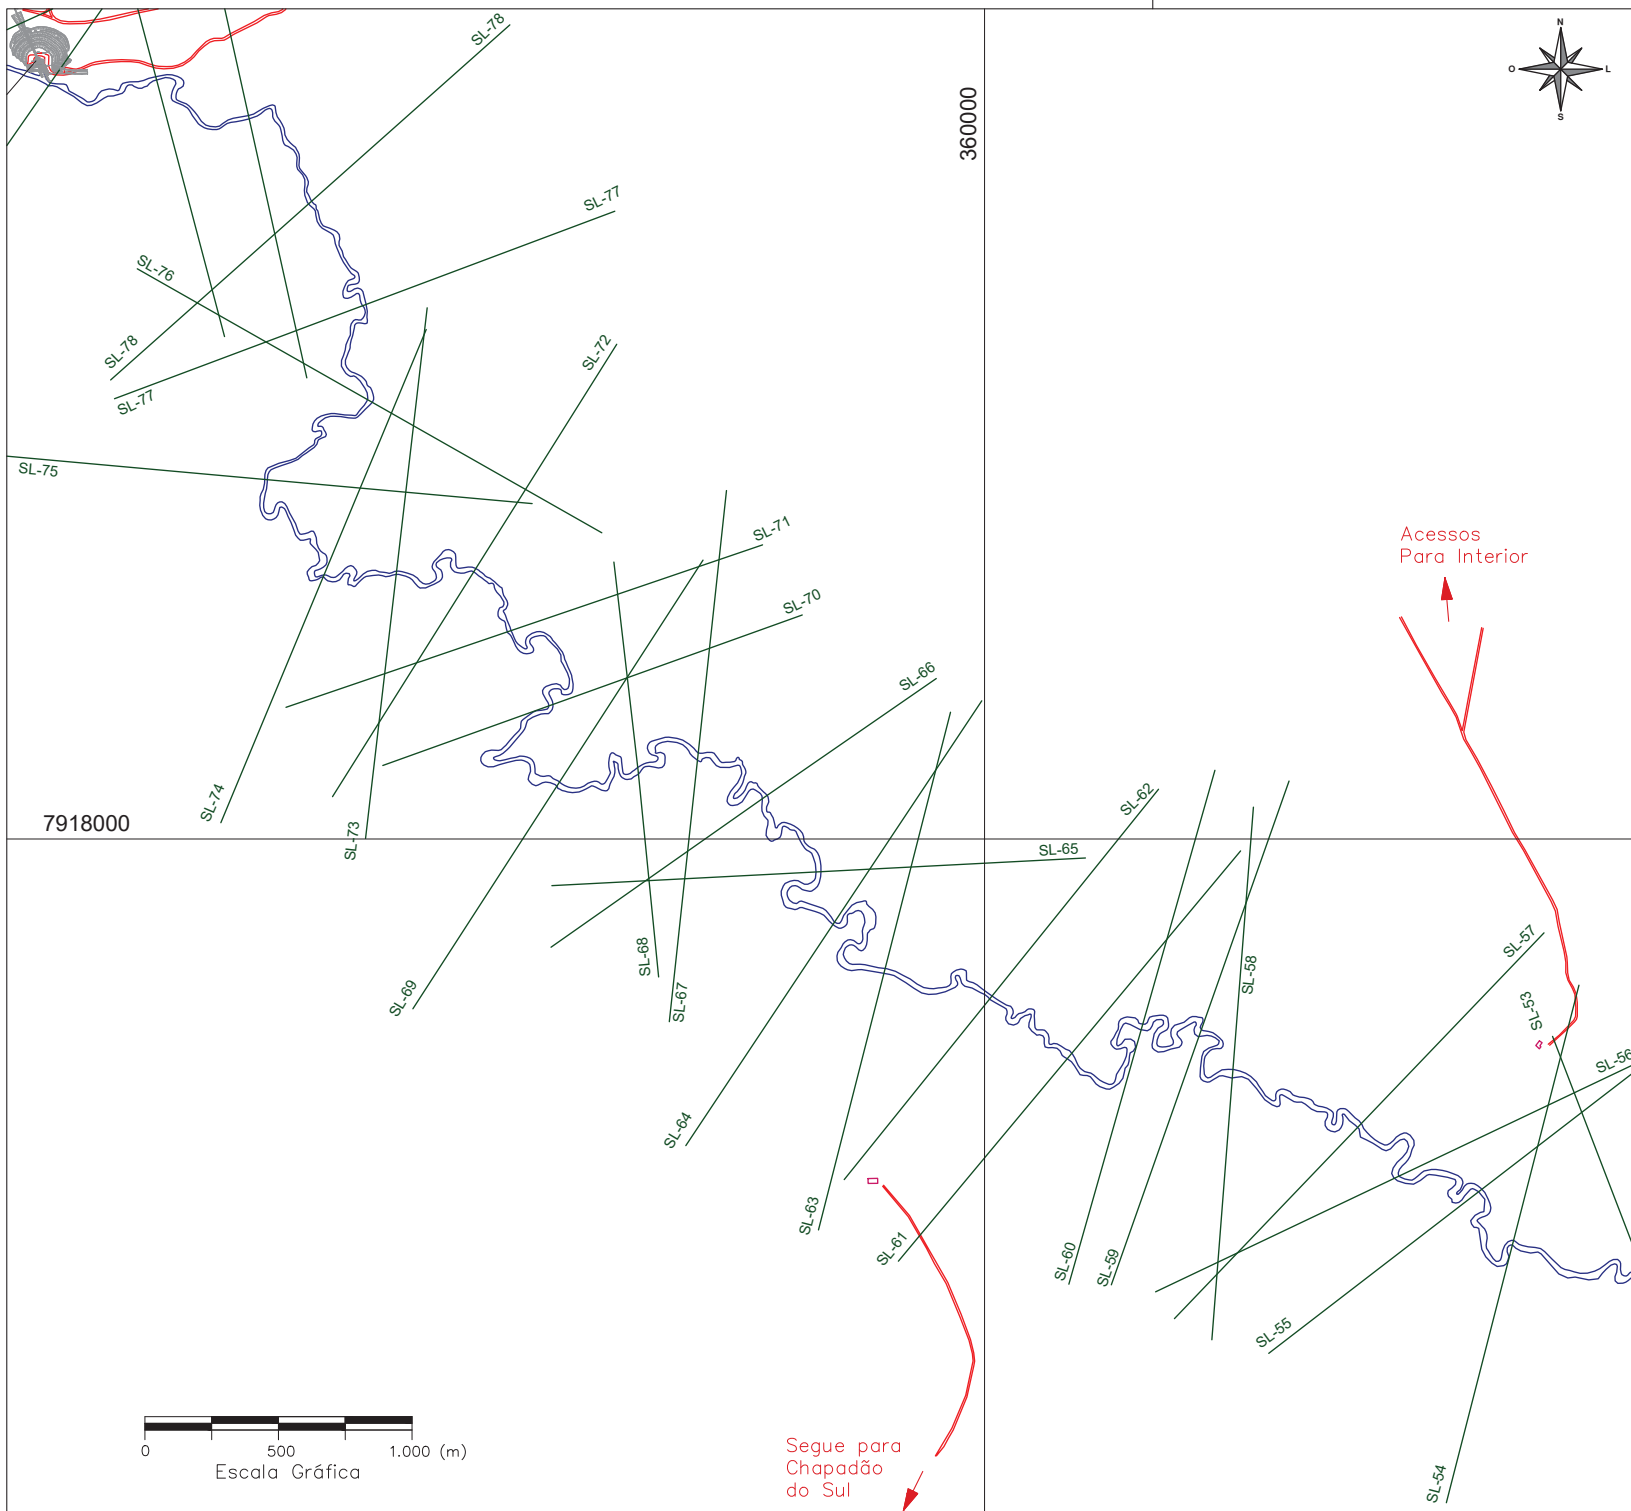 SL-78
N
O
L
S
360000
SL-77
SL-76
SL-78
SL-72
SL-77
SL-75
SL-71
Acessos
Para Interior
SL-70
SL-66
SL-74
SL-62
7918000
SL-73
SL-65
SL-57
SL-68
SL-58
SL-69
SL-67
SL-53
SL-56
SL-64
SL-63
SL-61
SL-60
SL-59
SL-55
0
500
1.000 (m)
Escala Gráfica
Segue para
Chapadão
do Sul
SL-54